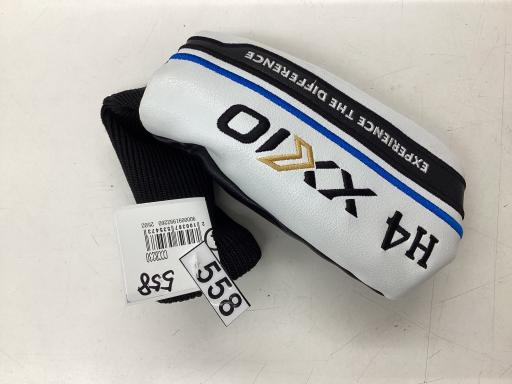 EXPERIENCE THE DIFFERENCE
XXIO
H4
558
558